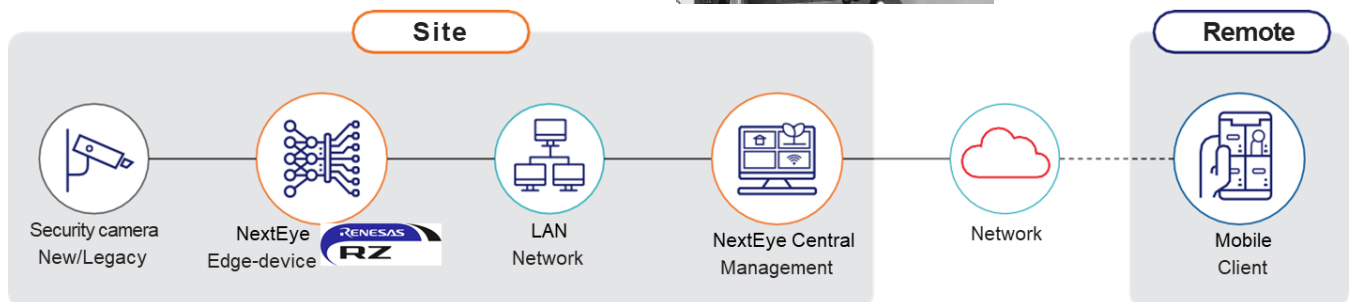 Site
Remote
Security camera
New/Legacy
NextEye
Edge-device
RENESAS
RZ
LAN
Network
NextEye Central
Management
Network
Mobile
Client